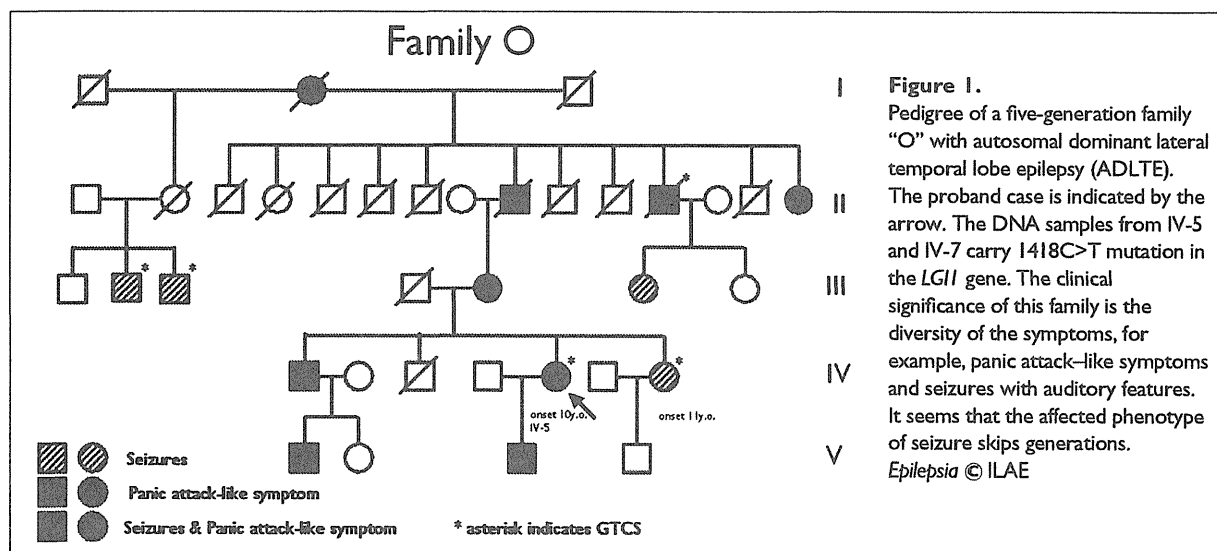 Family O
I
II
III
IV
V
*
*
*
*
*
onset 10y.o.
IV-5
onset 11y.o.
Seizures
Panic attack-like symptom
Seizures & Panic attack-like symptom
* asterisk indicates GTCS
Figure 1.
Pedigree of a five-generation family
"O" with autosomal dominant lateral
temporal lobe epilepsy (ADLTE).
The proband case is indicated by the
arrow. The DNA samples from IV-5
and IV-7 carry 1418C>T mutation in
the LGI1 gene. The clinical
significance of this family is the
diversity of the symptoms, for
example, panic attack–like symptoms
and seizures with auditory features.
It seems that the affected phenotype
of seizure skips generations.
Epilepsia © ILAE